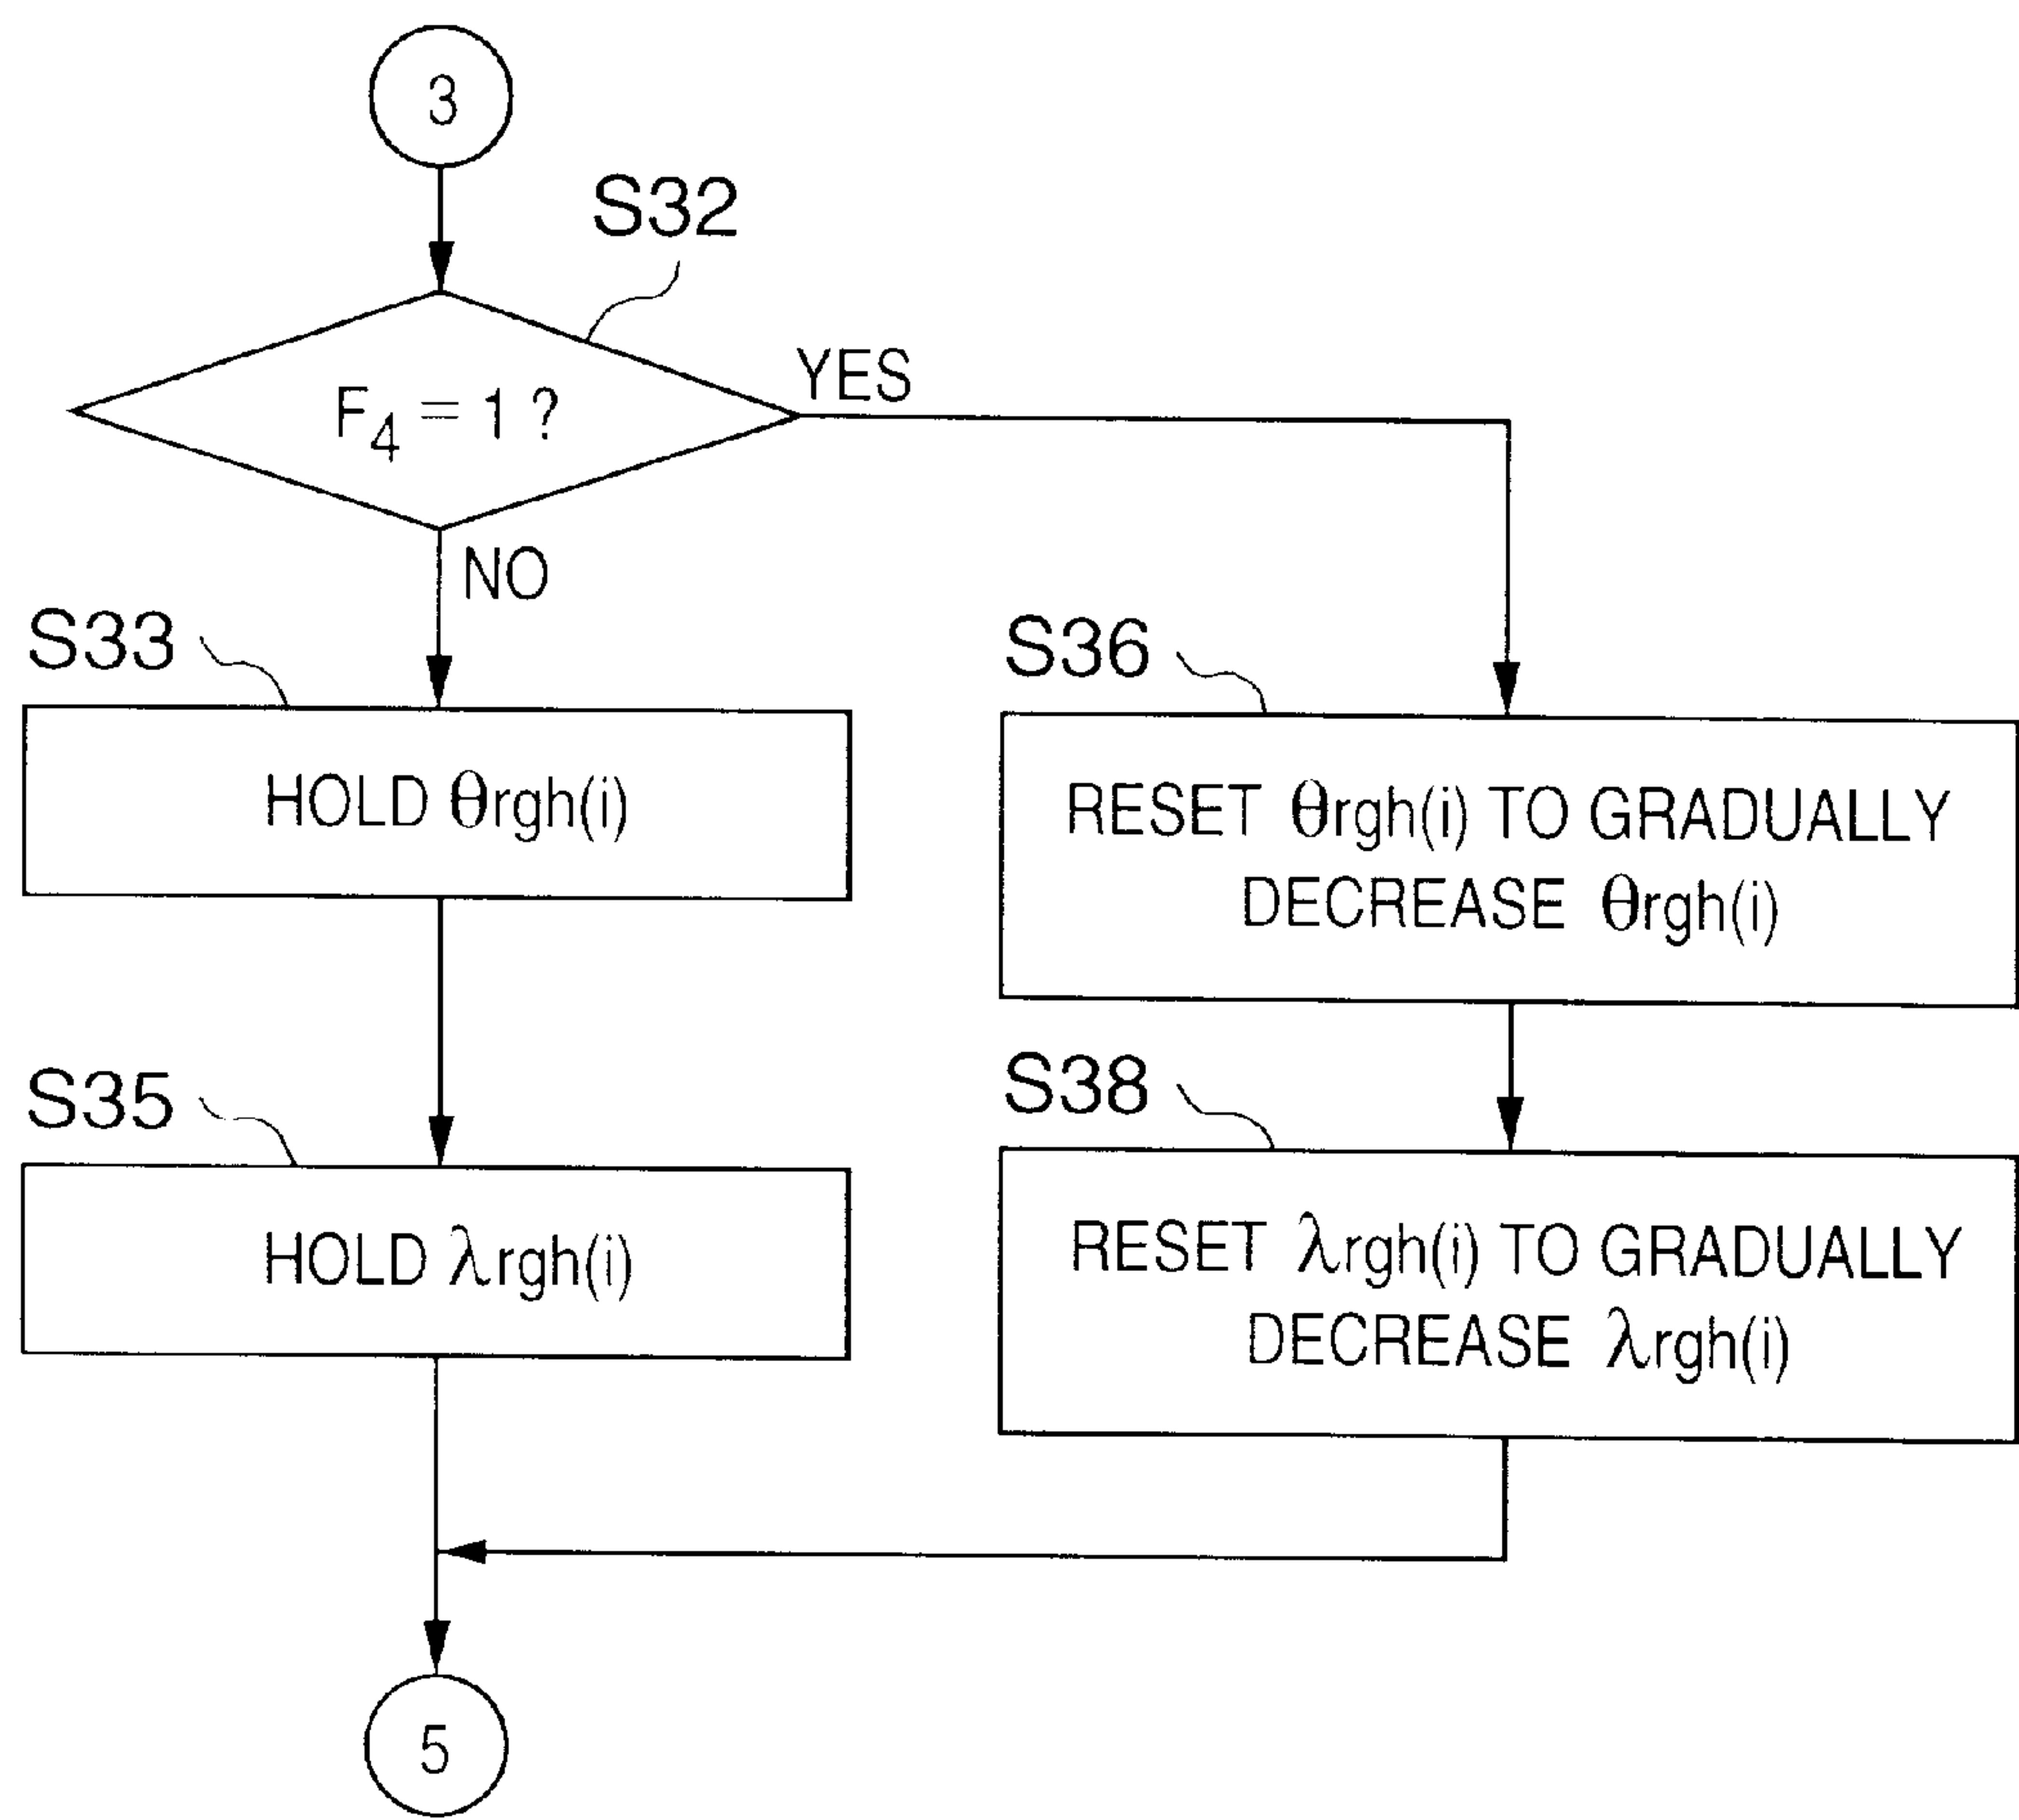 3
S32
F₄ = 1 ?
YES
NO
S33
HOLD θrgh(i)
S36
RESET θrgh(i) TO GRADUALLY
DECREASE θrgh(i)
S35
HOLD λrgh(i)
S38
RESET λrgh(i) TO GRADUALLY
DECREASE λrgh(i)
5